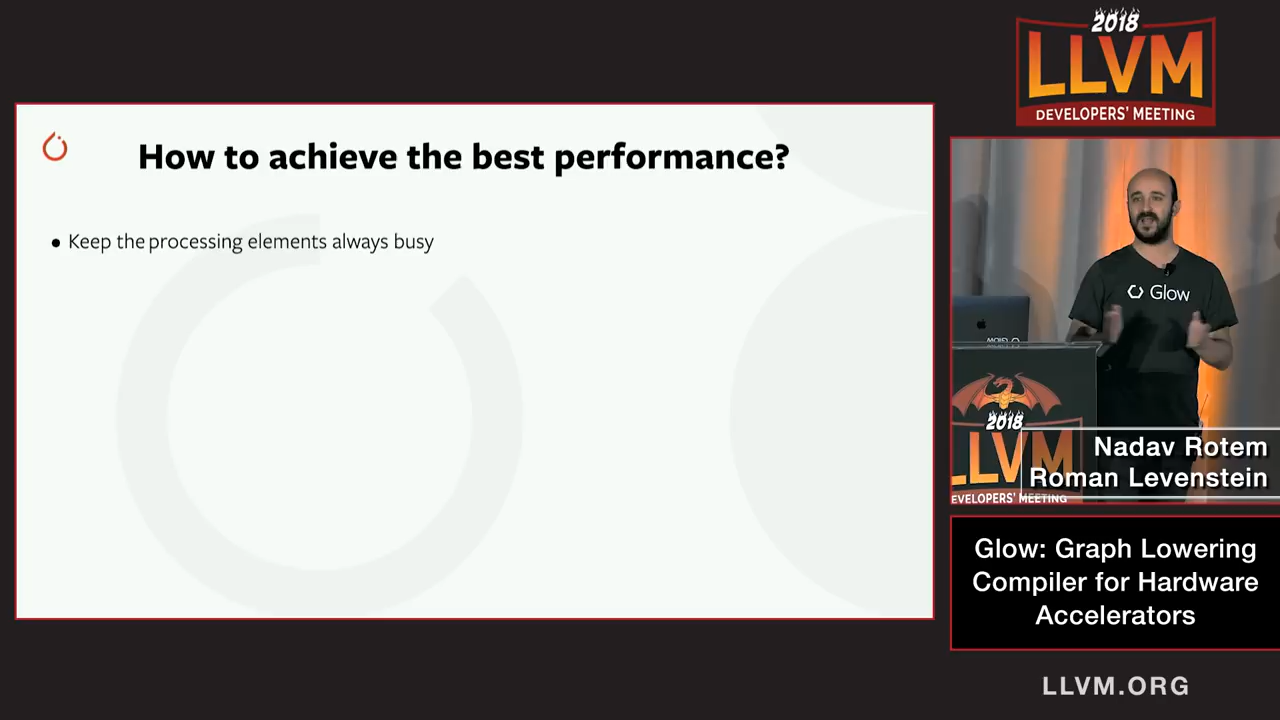 2018
LLVM
DEVELOPERS' MEETING
How to achieve the best performance?
● Keep the processing elements always busy
Glow
2018
LLVM
EVELOPERS' MEETING
Nadav Rotem
Roman Levenstein
Glow: Graph Lowering
Compiler for Hardware
Accelerators
LLVM.ORG